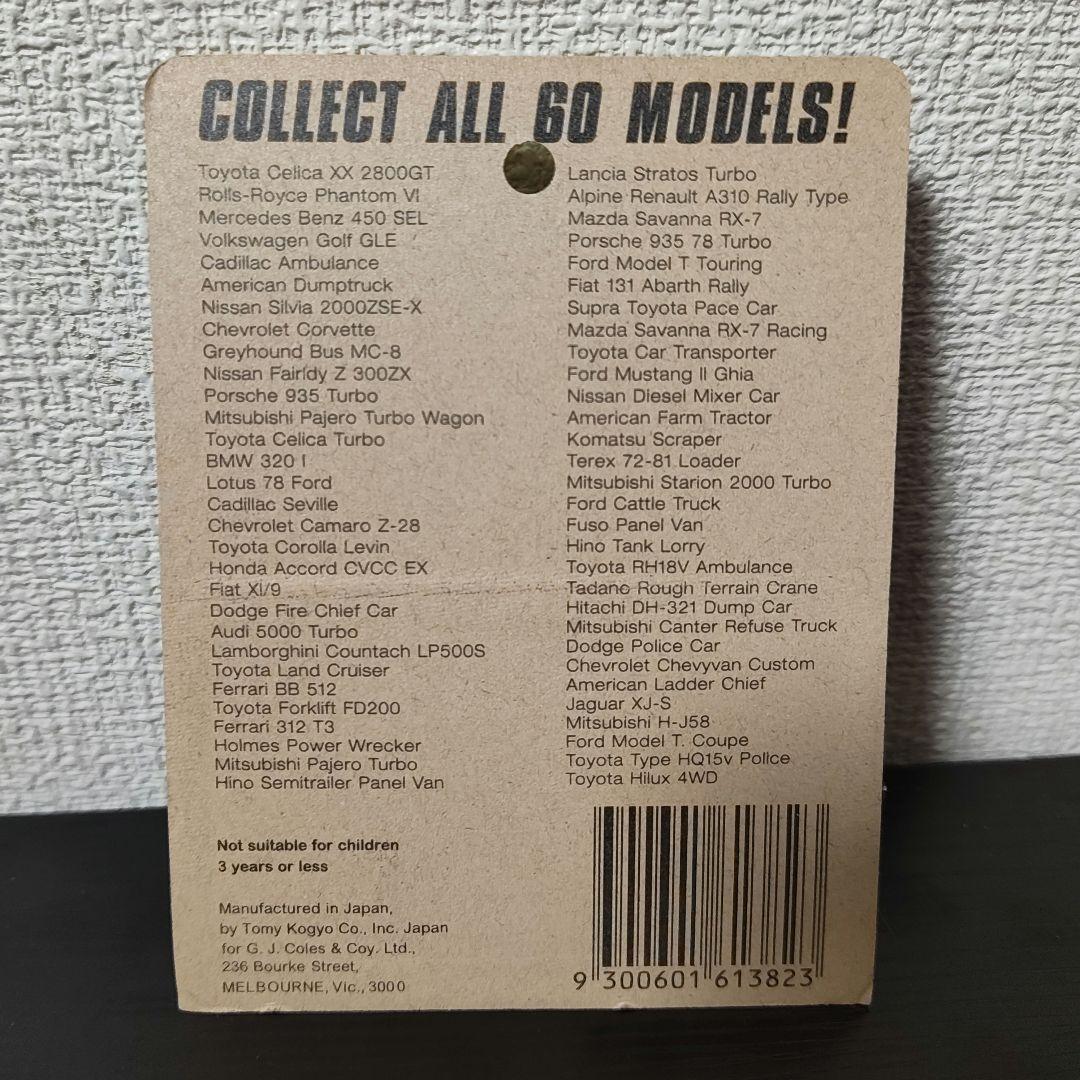 COLLECT ALL 60 MODELS!
Toyota Celica XX 2800GT
Rolls-Royce Phantom VI
Mercedes Benz 450 SEL
Volkswagen Golf GLE
Cadillac Ambulance
American Dumptruck
Nissan Silvia 2000ZSE-X
Chevrolet Corvette
Greyhound Bus MC-8
Nissan Fairldy Z 300ZX
Porsche 935 Turbo
Mitsubishi Pajero Turbo Wagon
Toyota Celica Turbo
BMW 320 I
Lotus 78 Ford
Cadillac Seville
Chevrolet Camaro Z-28
Toyota Corolla Levin
Honda Accord CVCC EX
Fiat XI/9
Dodge Fire Chief Car
Audi 5000 Turbo
Lamborghini Countach LP500S
Toyota Land Cruiser
Ferrari BB 512
Toyota Forklift FD200
Ferrari 312 T3
Holmes Power Wrecker
Mitsubishi Pajero Turbo
Hino Semitrailer Panel Van
Lancia Stratos Turbo
Alpine Renault A310 Rally Type
Mazda Savanna RX-7
Porsche 935 78 Turbo
Ford Model T Touring
Fiat 131 Abarth Rally
Supra Toyota Pace Car
Mazda Savanna RX-7 Racing
Toyota Car Transporter
Ford Mustang II Ghia
Nissan Diesel Mixer Car
American Farm Tractor
Komatsu Scraper
Terex 72-81 Loader
Mitsubishi Starion 2000 Turbo
Ford Cattle Truck
Fuso Panel Van
Hino Tank Lorry
Toyota RH18V Ambulance
Tadano Rough Terrain Crane
Hitachi DH-321 Dump Car
Mitsubishi Canter Refuse Truck
Dodge Police Car
Chevrolet Chevyvan Custom
American Ladder Chief
Jaguar XJ-S
Mitsubishi H-J58
Ford Model T. Coupe
Toyota Type HQ15v Police
Toyota Hilux 4WD
Not suitable for children
3 years or less
Manufactured in Japan,
by Tomy Kogyo Co., Inc. Japan
for G. J. Coles & Coy. Ltd.,
236 Bourke Street,
MELBOURNE, Vic., 3000
9 300601 613823